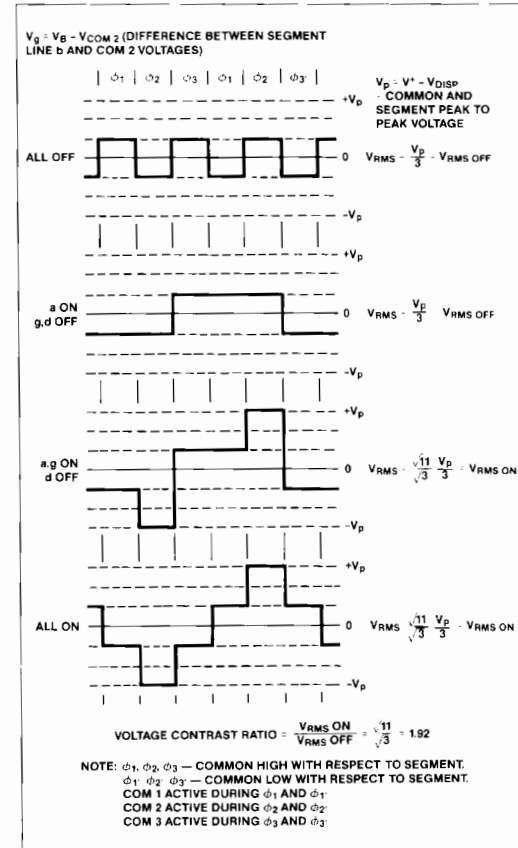 Vg = VB - VCOM 2 (DIFFERENCE BETWEEN SEGMENT
LINE b AND COM 2 VOLTAGES)
ϕ1 ϕ2 ϕ3 ϕ1' ϕ2' ϕ3'
VP = V+ - VDISP
- COMMON AND
SEGMENT PEAK TO
PEAK VOLTAGE
+VP
ALL OFF
0 VRMS - VP/3 - VRMS OFF
-VP
+VP
a ON
g,d OFF
0 VRMS - VP/3 VRMS OFF
-VP
+VP
a.g ON
d OFF
0 VRMS - √11/√3 VP/3 - VRMS ON
-VP
+VP
ALL ON
0 VRMS √11/√3 VP/3 - VRMS ON
-VP
VOLTAGE CONTRAST RATIO = VRMS ON/VRMS OFF = √11/√3 = 1.92
NOTE: ϕ1, ϕ2, ϕ3 — COMMON HIGH WITH RESPECT TO SEGMENT.
ϕ1' ϕ2' ϕ3' — COMMON LOW WITH RESPECT TO SEGMENT.
COM 1 ACTIVE DURING ϕ1 AND ϕ1'
COM 2 ACTIVE DURING ϕ2 AND ϕ2'
COM 3 ACTIVE DURING ϕ3 AND ϕ3'